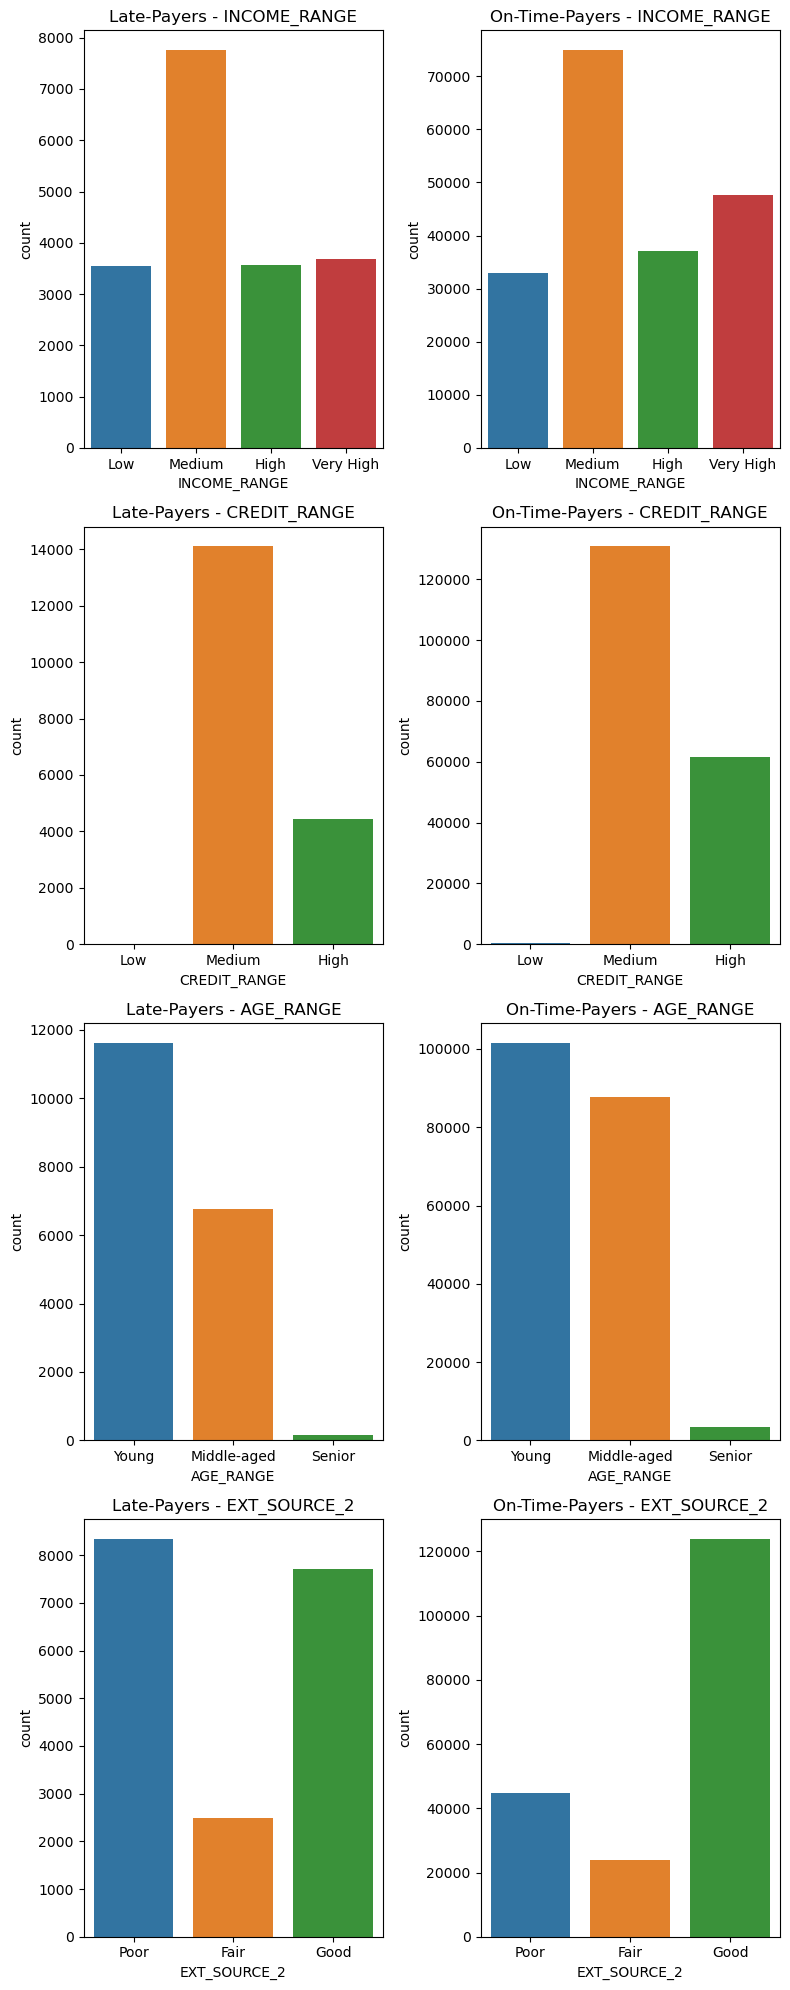 Late-Payers - INCOME_RANGE
8000
7000
6000
5000
4000
3000
2000
1000
0
count
Low Medium High Very High
INCOME_RANGE
On-Time-Payers - INCOME_RANGE
70000
60000
50000
40000
30000
20000
10000
0
count
Low Medium High Very High
INCOME_RANGE
Late-Payers - CREDIT_RANGE
14000
12000
10000
8000
6000
4000
2000
0
count
Low Medium High
CREDIT_RANGE
On-Time-Payers - CREDIT_RANGE
120000
100000
80000
60000
40000
20000
0
count
Low Medium High
CREDIT_RANGE
Late-Payers - AGE_RANGE
12000
10000
8000
6000
4000
2000
0
count
Young Middle-aged Senior
AGE_RANGE
On-Time-Payers - AGE_RANGE
100000
80000
60000
40000
20000
0
count
Young Middle-aged Senior
AGE_RANGE
Late-Payers - EXT_SOURCE_2
8000
7000
6000
5000
4000
3000
2000
1000
0
count
Poor Fair Good
EXT_SOURCE_2
On-Time-Payers - EXT_SOURCE_2
120000
100000
80000
60000
40000
20000
0
count
Poor Fair Good
EXT_SOURCE_2